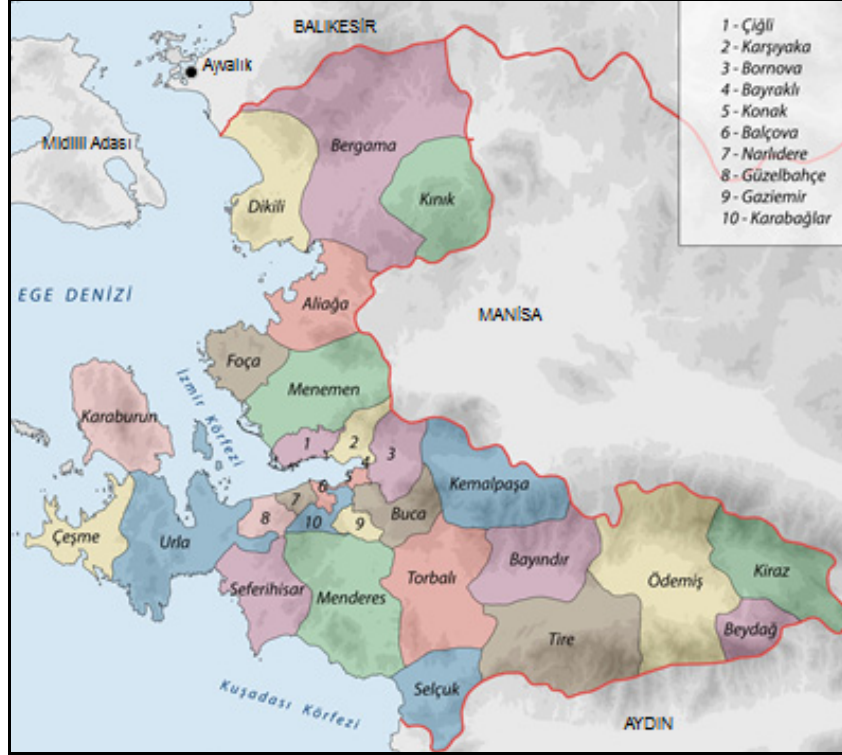 BALIKESİR
Ayvalık
Midilli Adası
1 - Çiğli
2 - Karşıyaka
3 - Bornova
4 - Bayraklı
5 - Konak
6 - Balçova
7 - Narlıdere
8 - Güzelbahçe
9 - Gaziemir
10 - Karabağlar
Bergama
Dikili
Kınık
EGE DENİZİ
Aliağa
MANİSA
Foça
İzmir Körfezi
Menemen
Karaburun
1
2
3
4
5
6
7
8
9
10
Kemalpaşa
Buca
Çeşme
Urla
Seferihisar
Menderes
Torbalı
Bayındır
Ödemiş
Kiraz
Beydağ
Tire
Selçuk
Kuşadası Körfezi
AYDIN